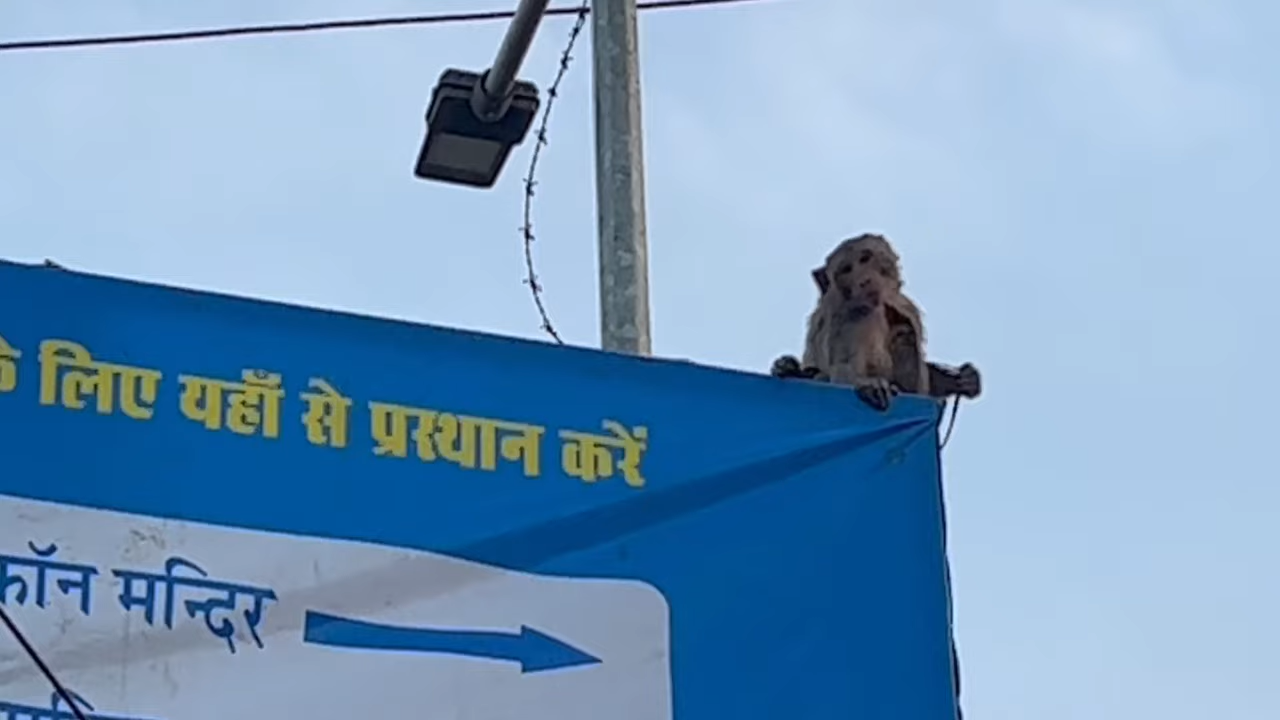 के लिए यहाँ से प्रस्थान करें
कॉन मन्दिर